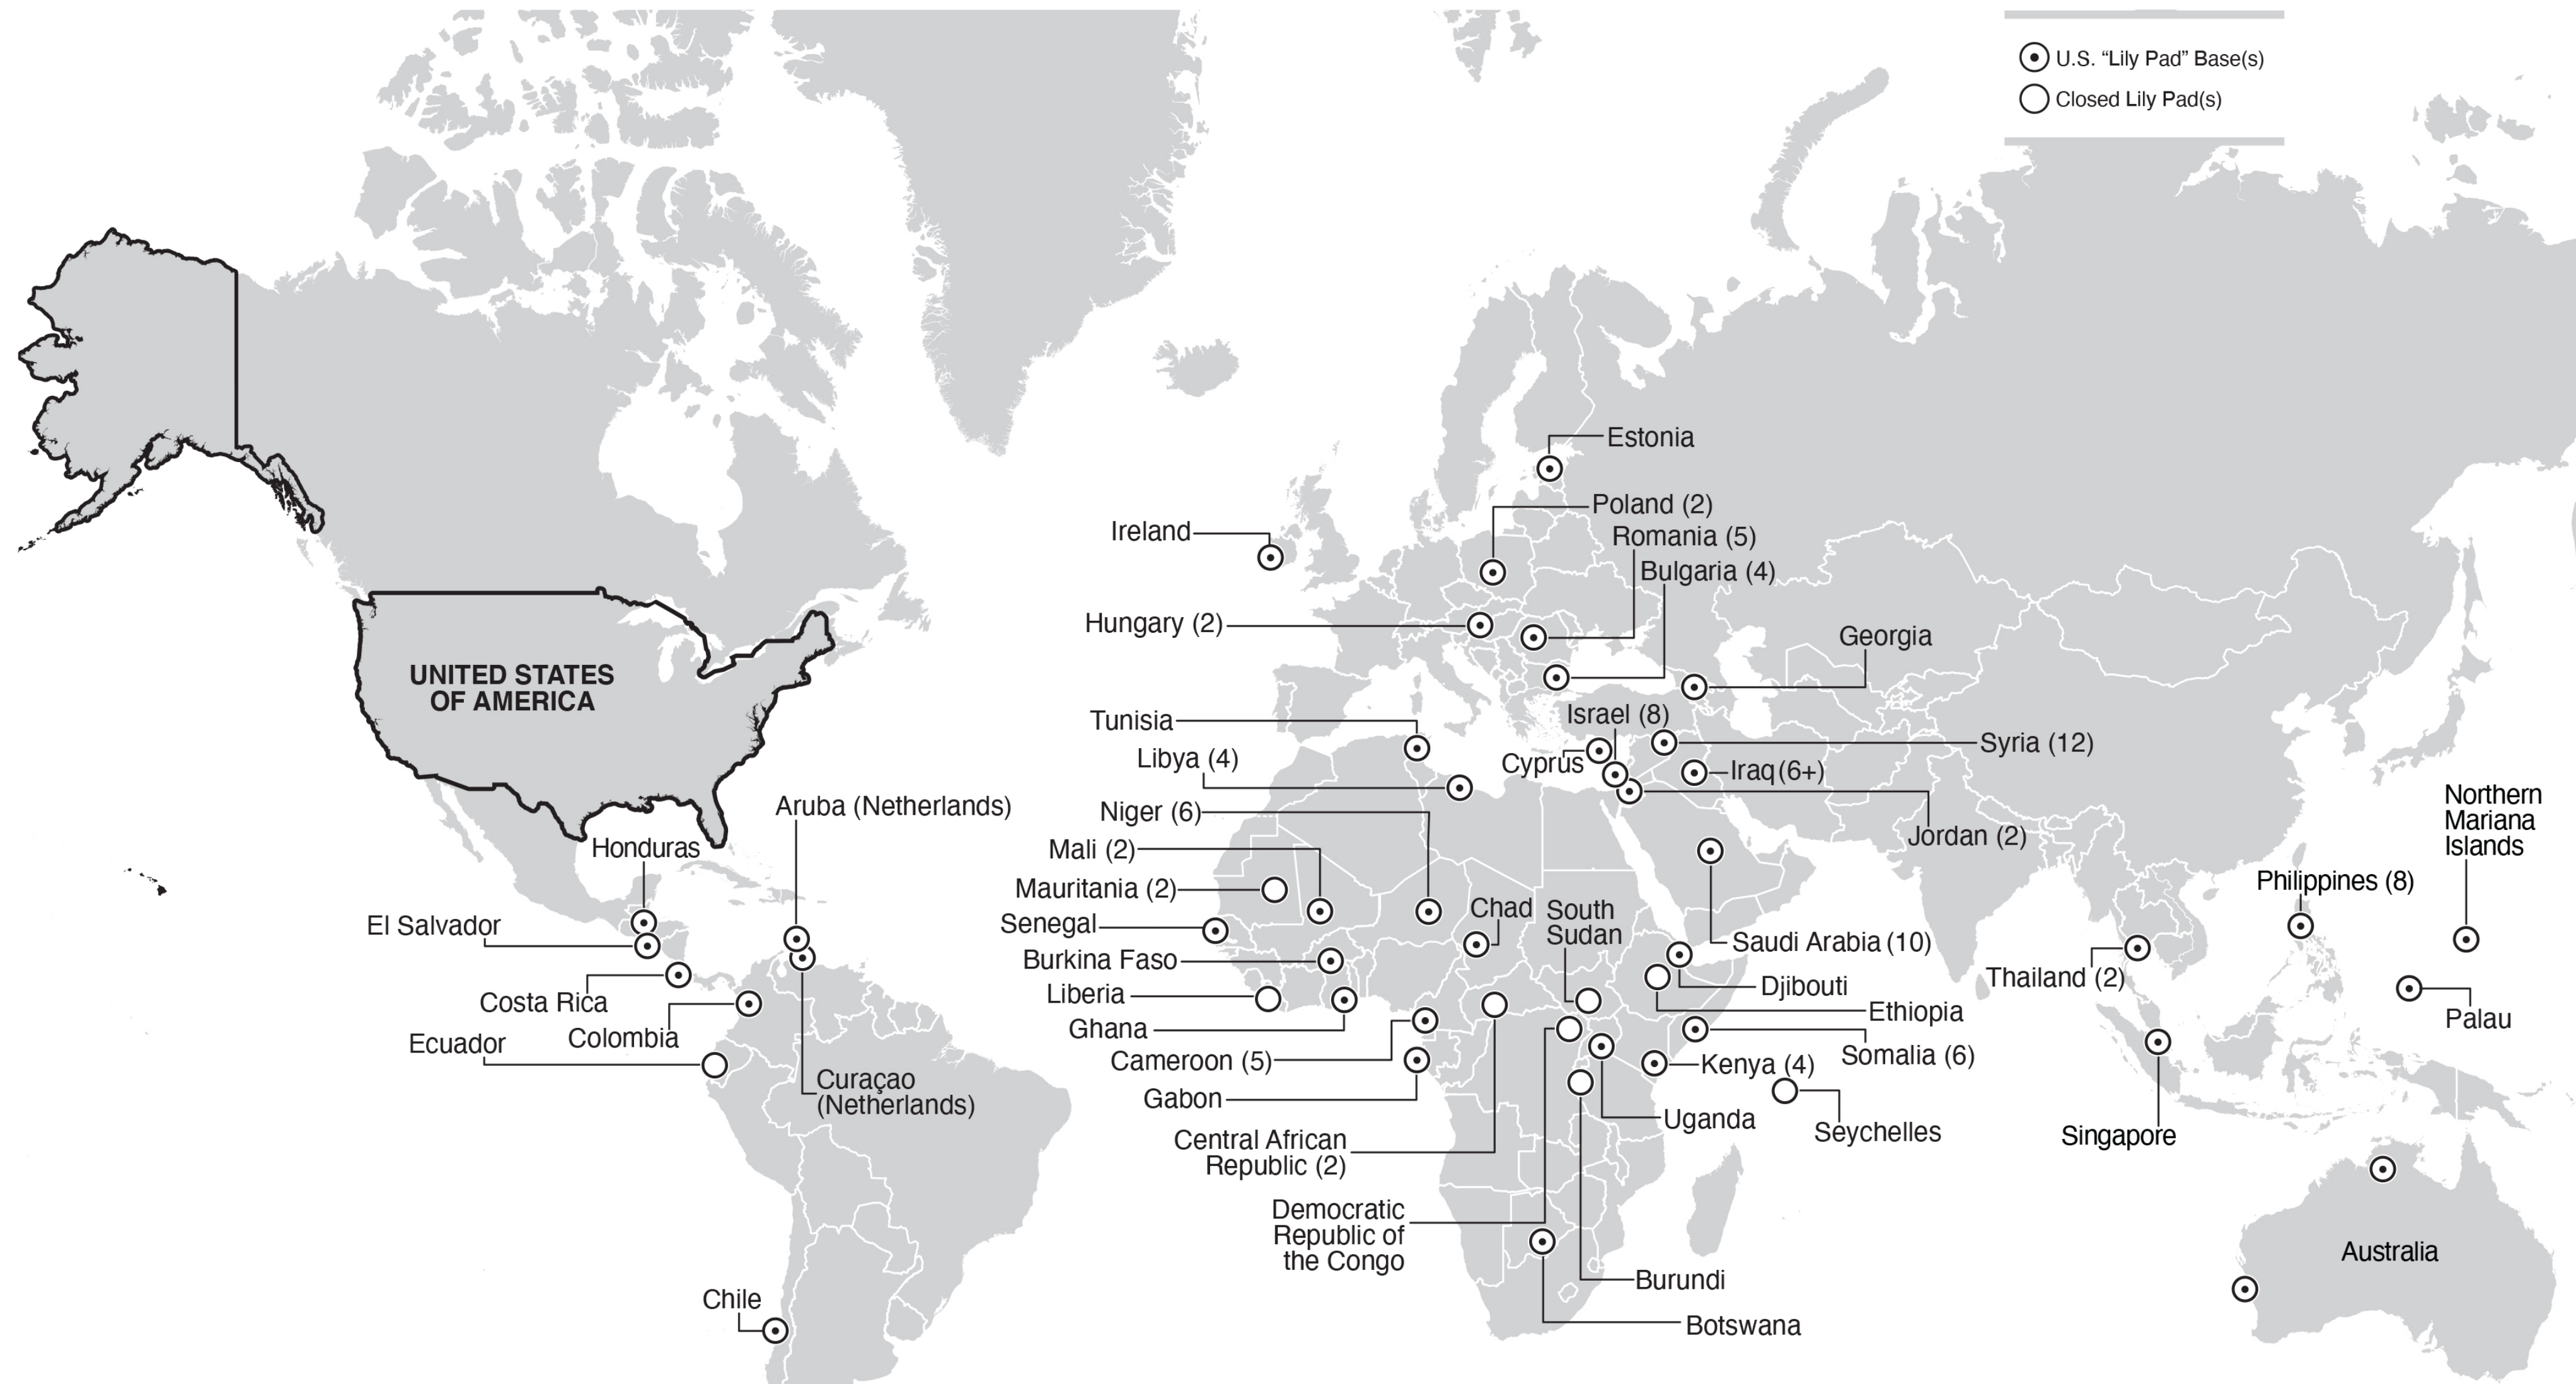 U.S. “Lily Pad” Base(s)
Closed Lily Pad(s)
UNITED STATES
OF AMERICA
Estonia
Poland (2)
Ireland
Romania (5)
Bulgaria (4)
Hungary (2)
Georgia
Israel (8)
Tunisia
Syria (12)
Libya (4)
Cyprus
Iraq (6+)
Niger (6)
Jordan (2)
Northern
Mariana
Islands
Aruba (Netherlands)
Honduras
Mali (2)
Mauritania (2)
Philippines (8)
El Salvador
Senegal
Chad
South
Sudan
Saudi Arabia (10)
Burkina Faso
Thailand (2)
Djibouti
Costa Rica
Liberia
Ethiopia
Palau
Colombia
Ghana
Ecuador
Cameroon (5)
Somalia (6)
Kenya (4)
Curaçao
(Netherlands)
Gabon
Uganda
Seychelles
Singapore
Central African
Republic (2)
Democratic
Republic of
the Congo
Australia
Burundi
Chile
Botswana